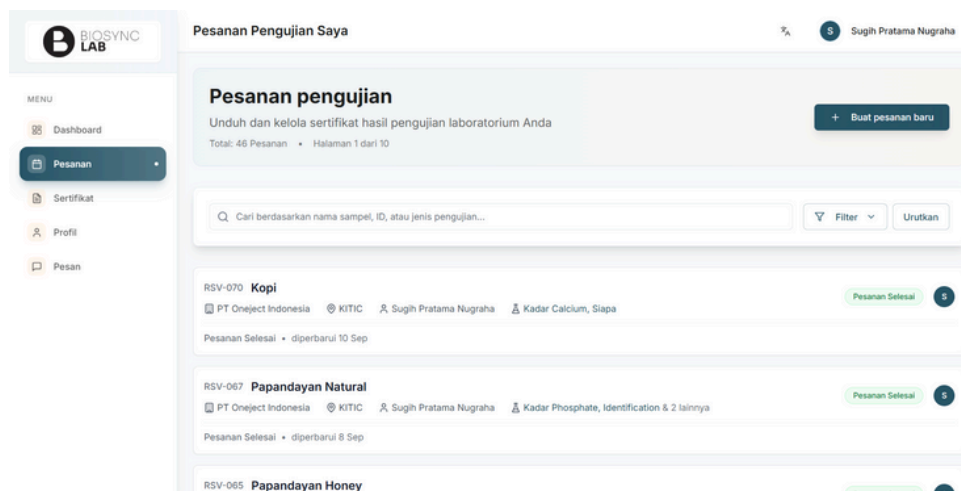 BIOSYNC
LAB
MENU
Dashboard
Pesanan
Sertifikat
Profil
Pesan
Pesanan Pengujian Saya
S Sugih Pratama Nugraha
Pesanan pengujian
Unduh dan kelola sertifikat hasil pengujian laboratorium Anda
Total: 46 Pesanan • Halaman 1 dari 10
+ Buat pesanan baru
Cari berdasarkan nama sampel, ID, atau jenis pengujian...
Filter
Urutkan
RSV-070 Kopi
PT Oneject Indonesia KITIC Sugih Pratama Nugraha Kadar Calcium, Siapa
Pesanan Selesai S
Pesanan Selesai • diperbarui 10 Sep
RSV-067 Papandayan Natural
PT Oneject Indonesia KITIC Sugih Pratama Nugraha Kadar Phosphate, Identification & 2 lainnya
Pesanan Selesai S
Pesanan Selesai • diperbarui 8 Sep
RSV-065 Papandayan Honey